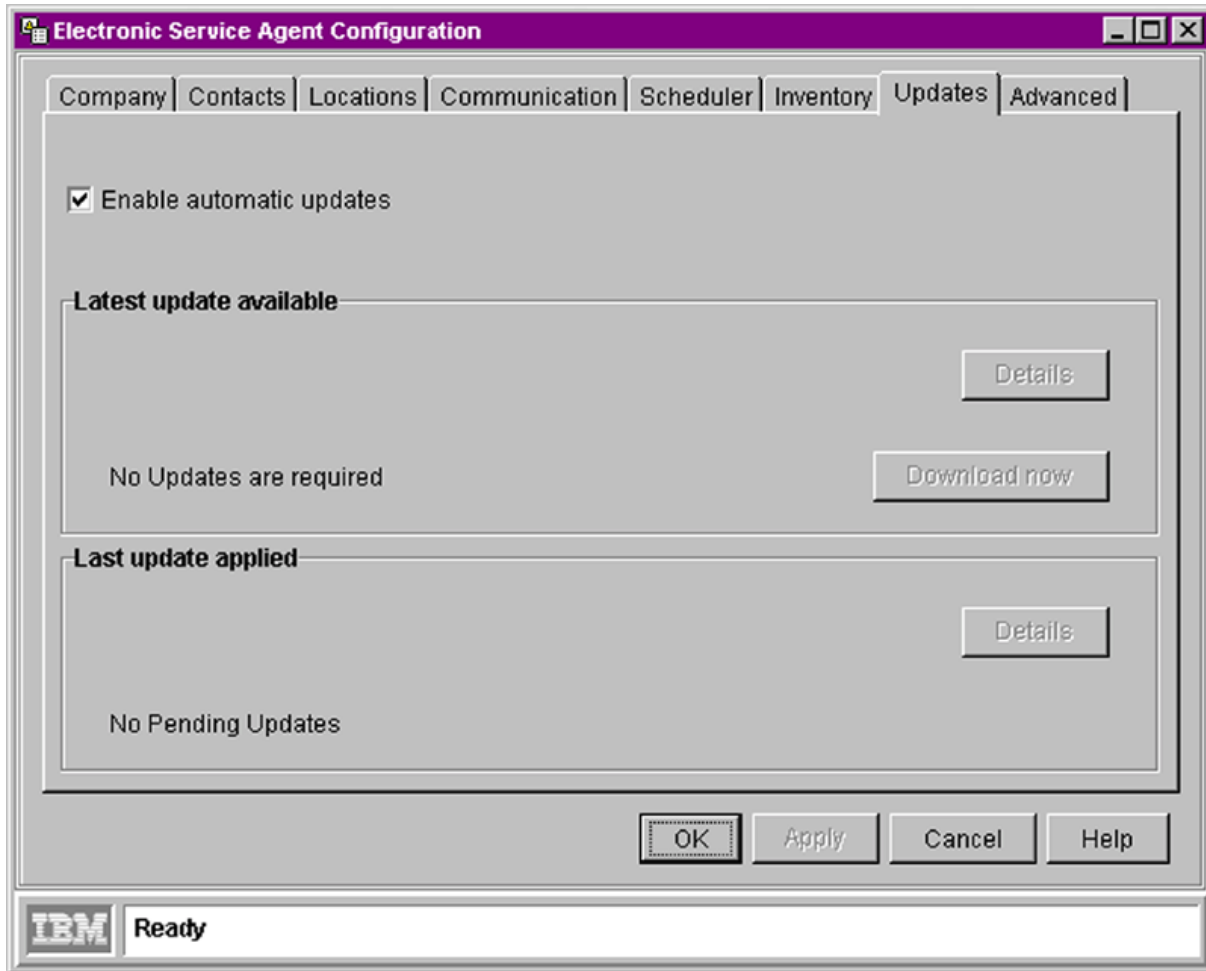 Electronic Service Agent Configuration
Company Contacts Locations Communication Scheduler Inventory Updates Advanced
Enable automatic updates
Latest update available
Details
No Updates are required Download now
Last update applied
Details
No Pending Updates
OK Apply Cancel Help
IBM Ready